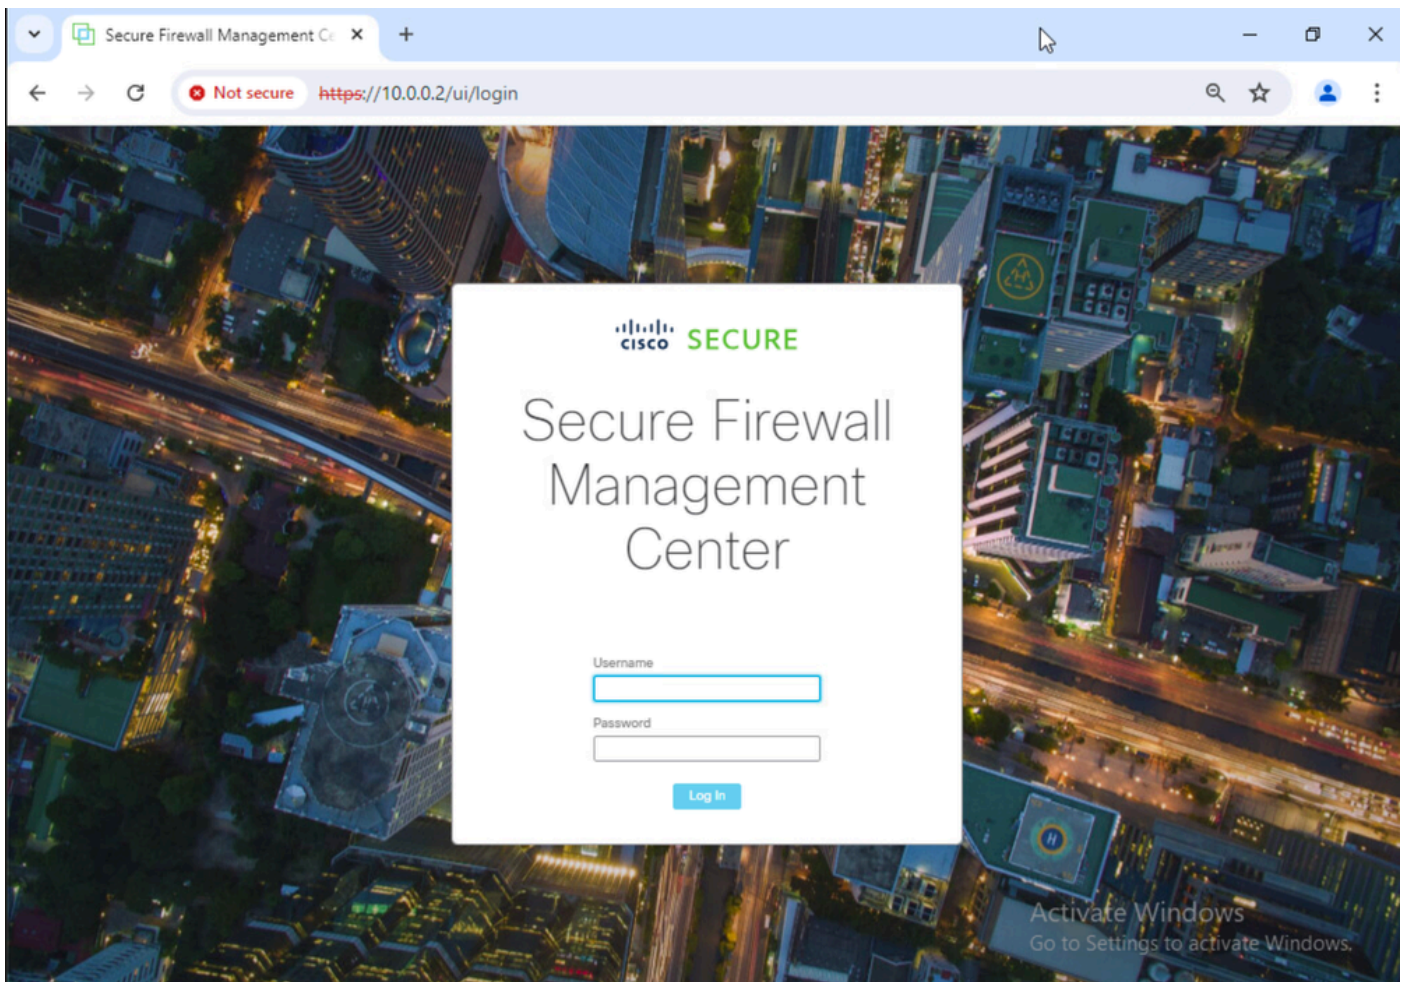 Secure Firewall Management Ce
Not secure https://10.0.0.2/ui/login
CISCO SECURE
Secure Firewall
Management
Center
Username
Password
Log In
H
Activate Windows
Go to Settings to activate Windows.